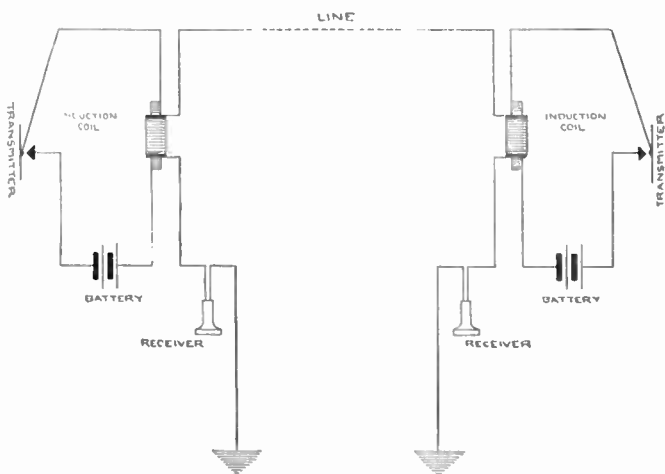 LINE
TRANSMITTER
INDUCTION
COIL
INDUCTION
COIL
TRANSMITTER
BATTERY
BATTERY
RECEIVER
RECEIVER